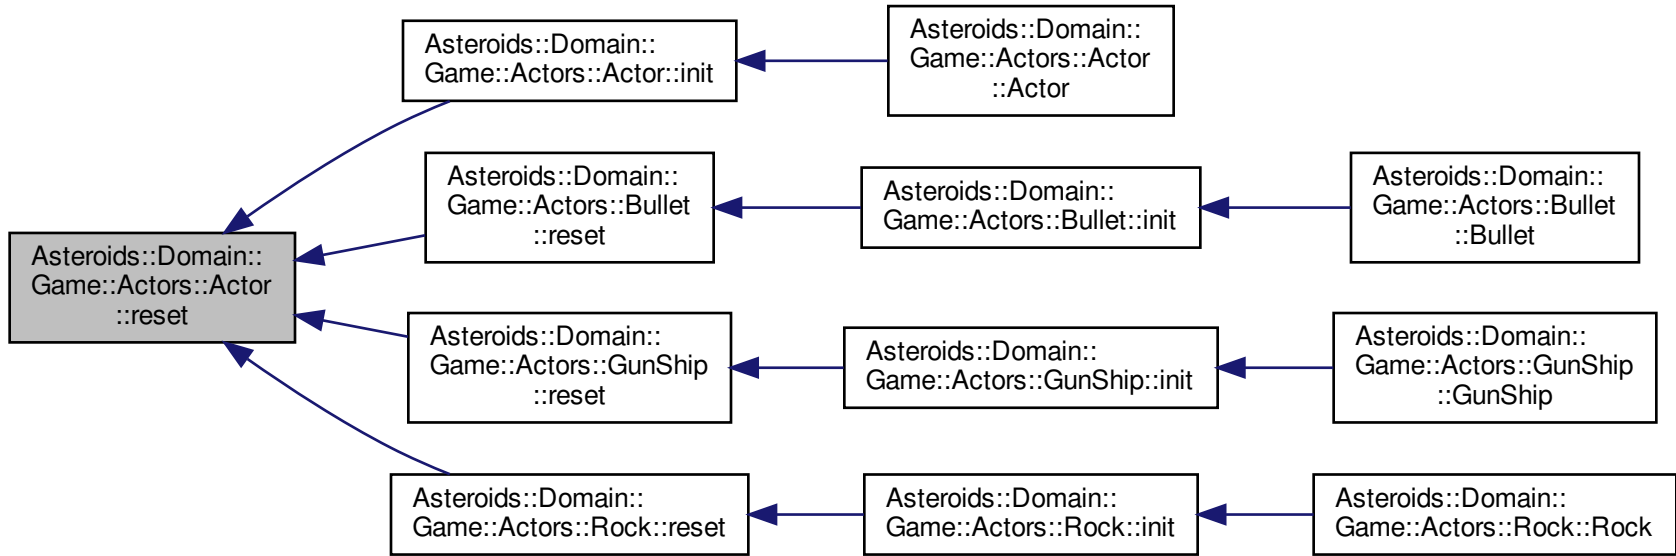 Asteroids::Domain::
Game::Actors::Actor
::reset
Asteroids::Domain::
Game::Actors::Actor::init
Asteroids::Domain::
Game::Actors::Actor
::Actor
Asteroids::Domain::
Game::Actors::Bullet
::reset
Asteroids::Domain::
Game::Actors::Bullet::init
Asteroids::Domain::
Game::Actors::Bullet
::Bullet
Asteroids::Domain::
Game::Actors::GunShip
::reset
Asteroids::Domain::
Game::Actors::GunShip::init
Asteroids::Domain::
Game::Actors::GunShip
::GunShip
Asteroids::Domain::
Game::Actors::Rock::reset
Asteroids::Domain::
Game::Actors::Rock::init
Asteroids::Domain::
Game::Actors::Rock::Rock